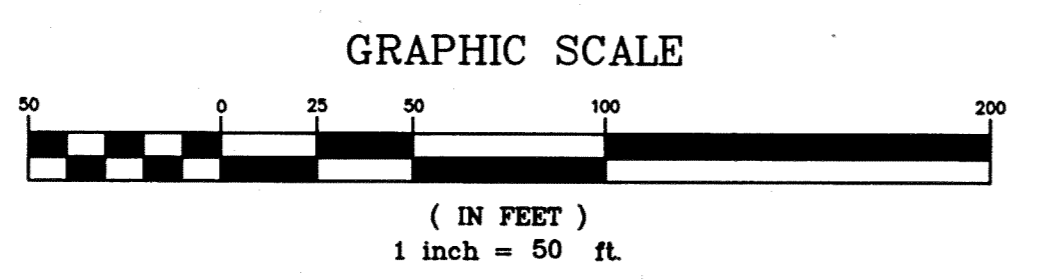 GRAPHIC SCALE
50 0 25 50 100 200
( IN FEET )
1 inch = 50 ft.